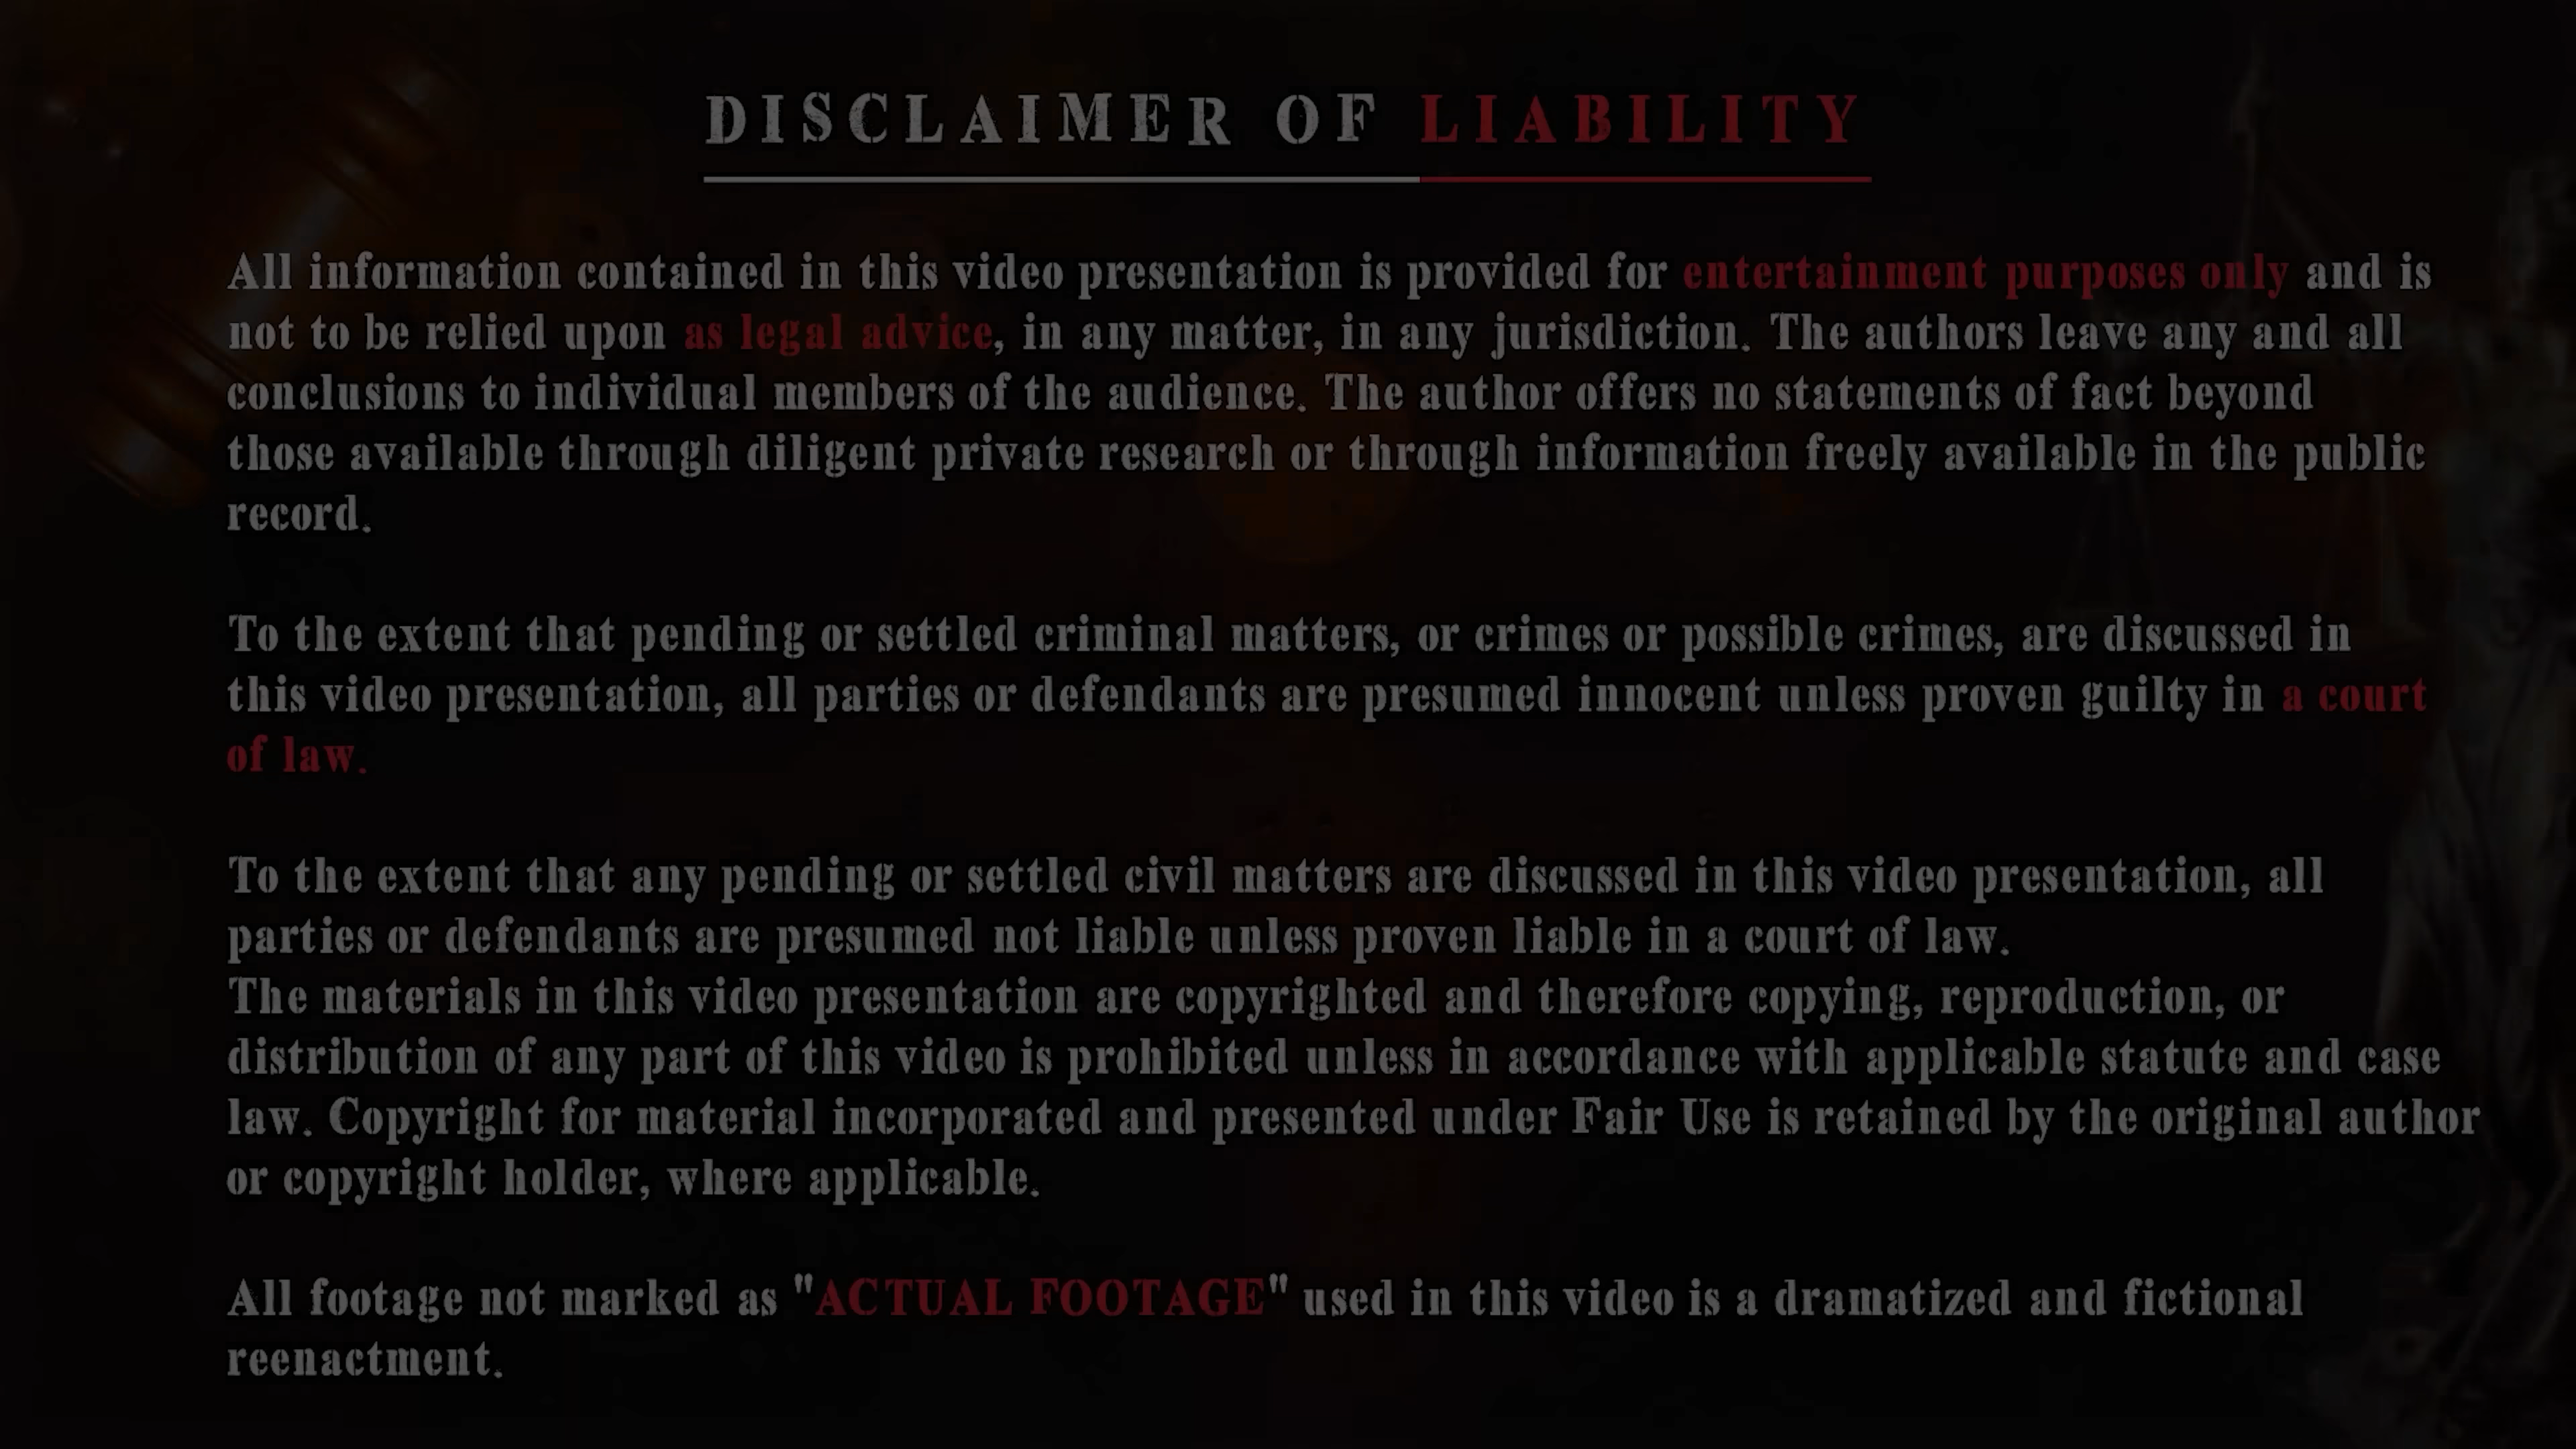 DISCLAIMER OF LIABILITY
All information contained in this video presentation is provided for entertainment purposes only and is
not to be relied upon as legal advice, in any matter, in any jurisdiction. The authors leave any and all
conclusions to individual members of the audience. The author offers no statements of fact beyond
those available through diligent private research or through information freely available in the public
record.
To the extent that pending or settled criminal matters, or crimes or possible crimes, are discussed in
this video presentation, all parties or defendants are presumed innocent unless proven guilty in a court
of law.
To the extent that any pending or settled civil matters are discussed in this video presentation, all
parties or defendants are presumed not liable unless proven liable in a court of law.
The materials in this video presentation are copyrighted and therefore copying, reproduction, or
distribution of any part of this video is prohibited unless in accordance with applicable statute and case
law. Copyright for material incorporated and presented under Fair Use is retained by the original author
or copyright holder, where applicable.
All footage not marked as "ACTUAL FOOTAGE" used in this video is a dramatized and fictional
reenactment.